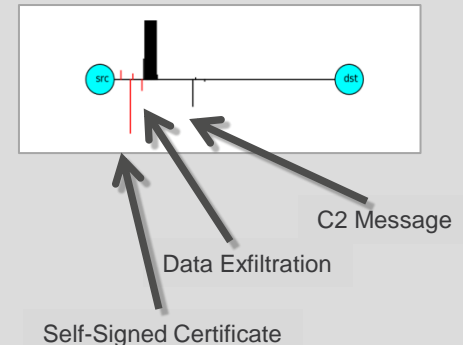 src
dst
C2 Message
Data Exfiltration
Self-Signed Certificate